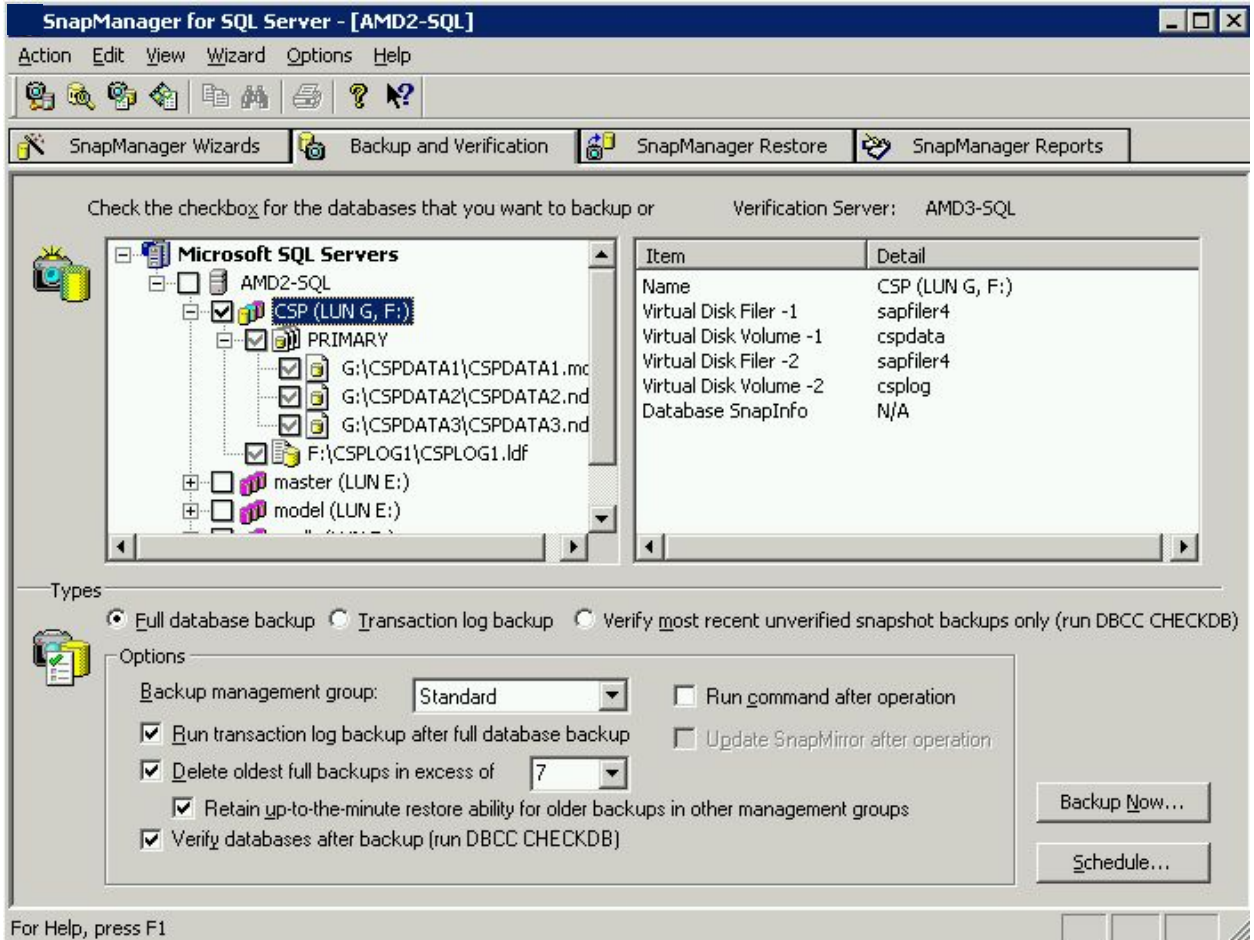 SnapManager for SQL Server - [AMD2-SQL]
Action Edit View Wizard Options Help
SnapManager Wizards Backup and Verification SnapManager Restore SnapManager Reports
Check the checkbox for the databases that you want to backup or Verification Server: AMD3-SQL
Microsoft SQL Servers
AMD2-SQL
CSP (LUN G, F:)
PRIMARY
G:\CSPDATA1\CSPDATA1.mc
G:\CSPDATA2\CSPDATA2.nd
G:\CSPDATA3\CSPDATA3.nd
F:\CSPLOG1\CSPLOG1.ldf
master (LUN E:)
model (LUN E:)
Item Detail
Name CSP (LUN G, F:)
Virtual Disk Filer -1 sapfiler4
Virtual Disk Volume -1 cspdata
Virtual Disk Filer -2 sapfiler4
Virtual Disk Volume -2 csplog
Database SnapInfo N/A
Types
Full database backup Transaction log backup Verify most recent unverified snapshot backups only (run DBCC CHECKDB)
Options
Backup management group: Standard Run command after operation
Run transaction log backup after full database backup Update SnapMirror after operation
Delete oldest full backups in excess of 7
Retain up-to-the-minute restore ability for older backups in other management groups
Verify databases after backup (run DBCC CHECKDB)
Backup Now...
Schedule...
For Help, press F1